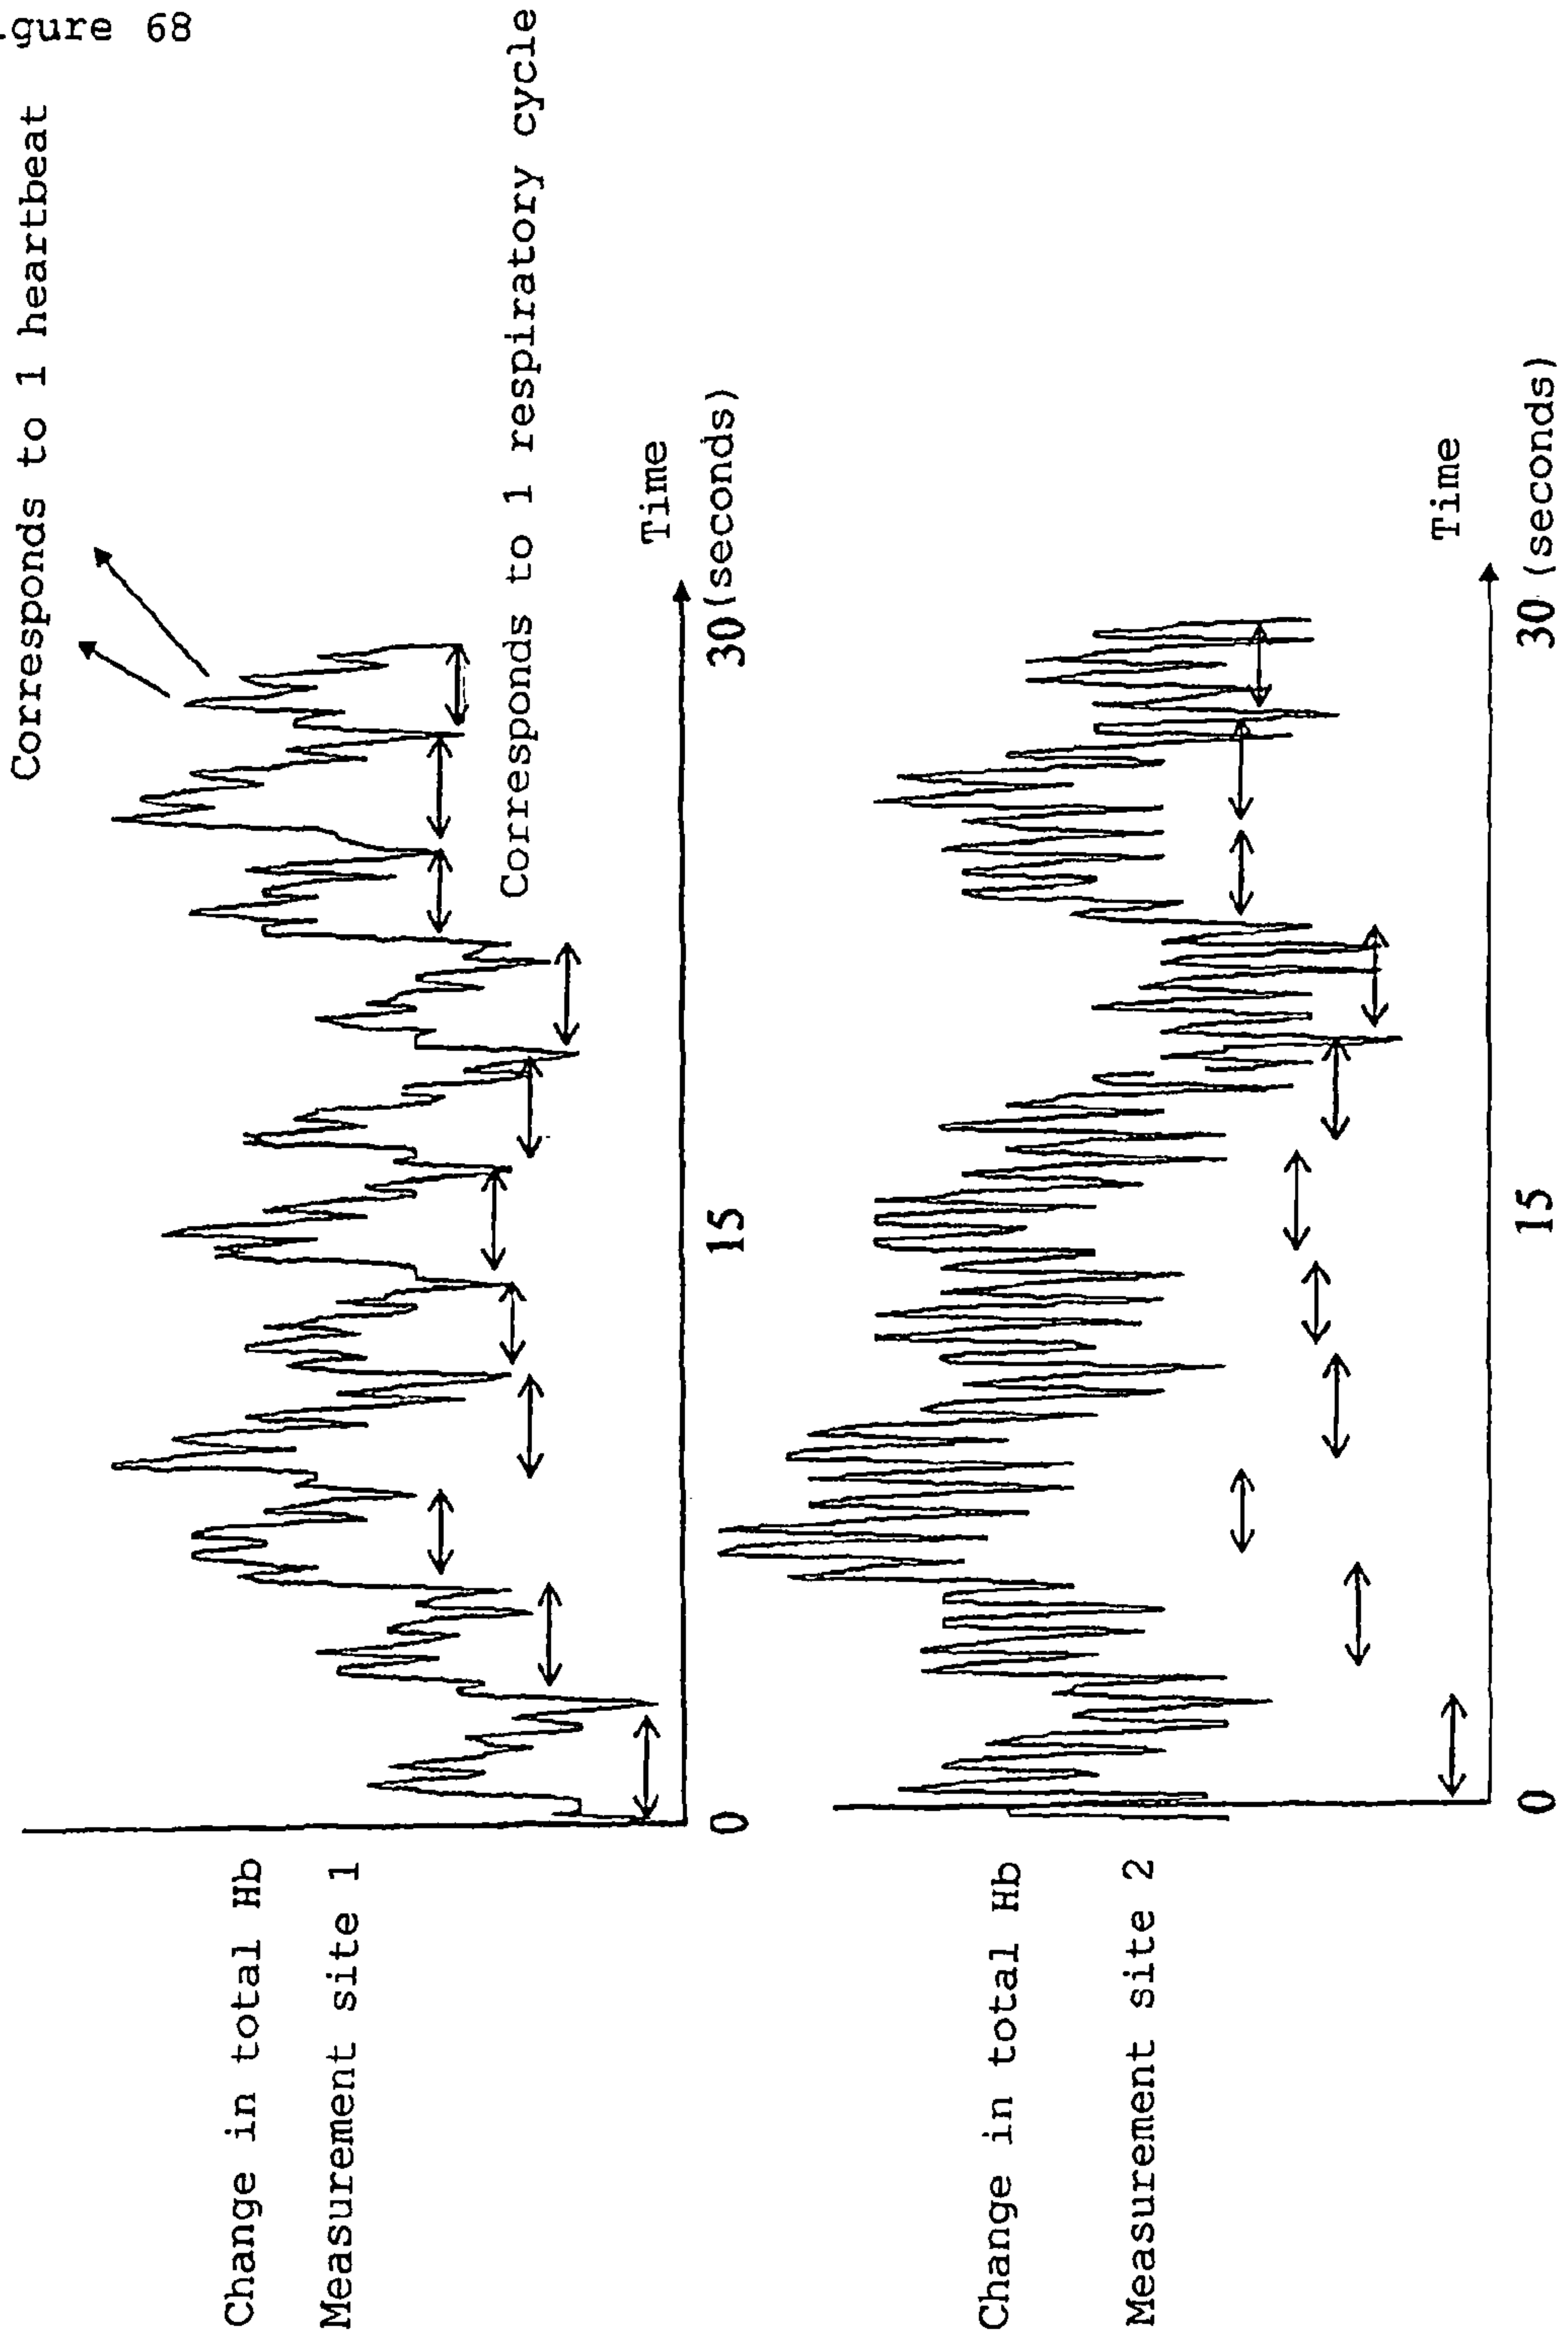 .gure 68
Corresponds to 1 heartbeat
Change in total Hb
Measurement site 1
Corresponds to 1 respiratory cycle
Time
0
15
30 (seconds)
Change in total Hb
Measurement site 2
Time
0
15
30 (seconds)